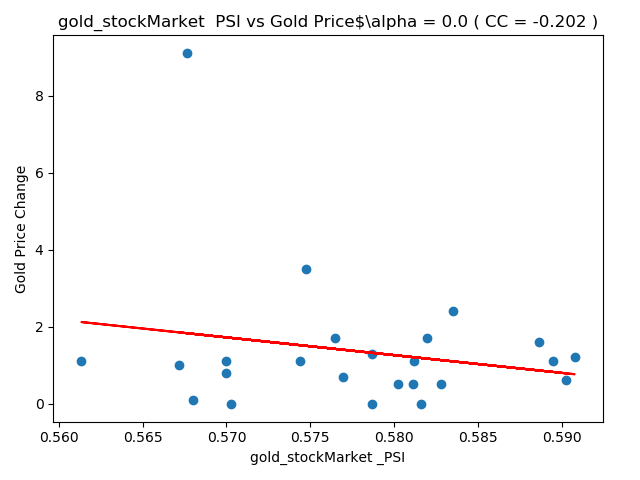 gold_stockMarket  PSI vs Gold Price$\alpha = 0.0 ( CC = -0.202 )
Gold Price Change
8
6
4
2
0
0.560 0.565 0.570 0.575 0.580 0.585 0.590
gold_stockMarket _PSI